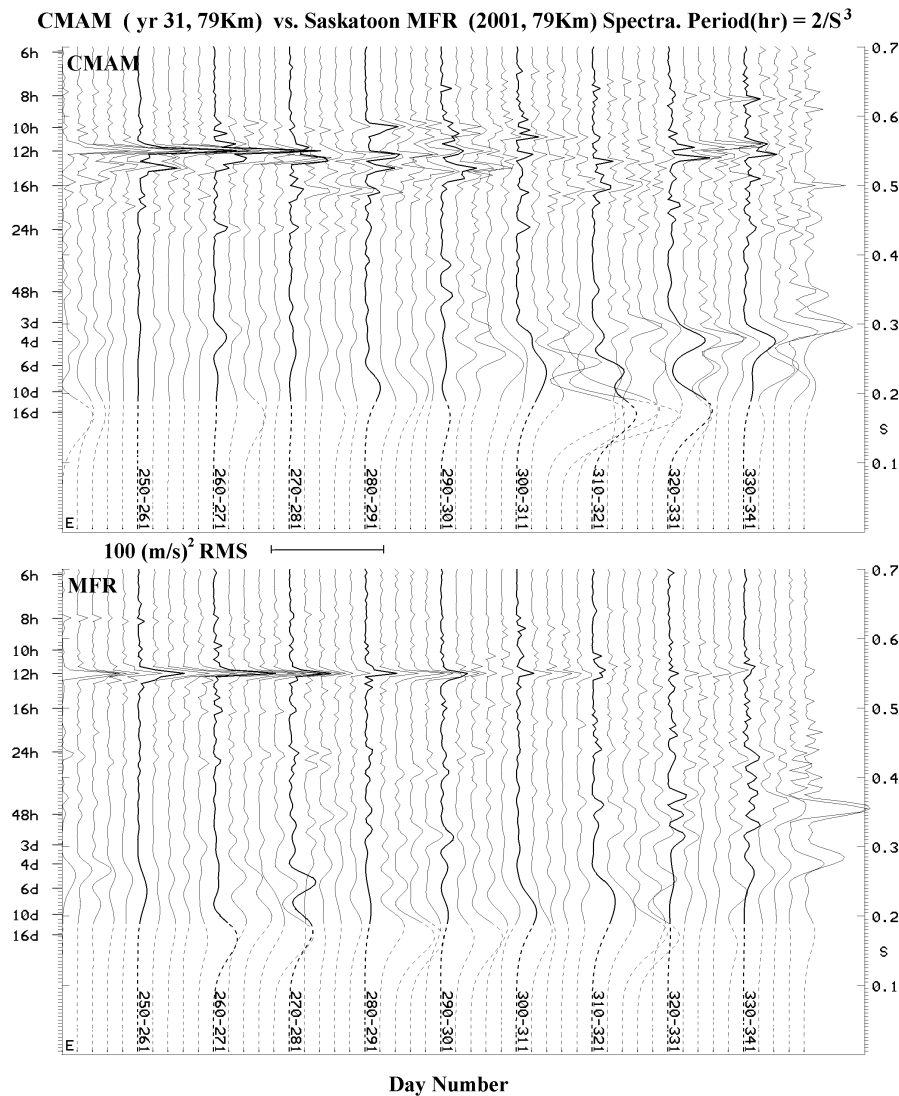 CMAM ( yr 31, 79Km) vs. Saskatoon MFR (2001, 79Km) Spectra. Period(hr) = 2/S³
CMAM
6h
8h
10h
12h
16h
24h
48h
3d
4d
6d
10d
16d
0.7
0.6
0.5
0.4
0.3
0.2
S
0.1
E
250-261
260-271
270-281
280-291
290-301
300-311
310-321
320-331
330-341
100 (m/s)² RMS
MFR
6h
8h
10h
12h
16h
24h
48h
3d
4d
6d
10d
16d
0.7
0.6
0.5
0.4
0.3
0.2
S
0.1
E
250-261
260-271
270-281
280-291
290-301
300-311
310-321
320-331
330-341
Day Number